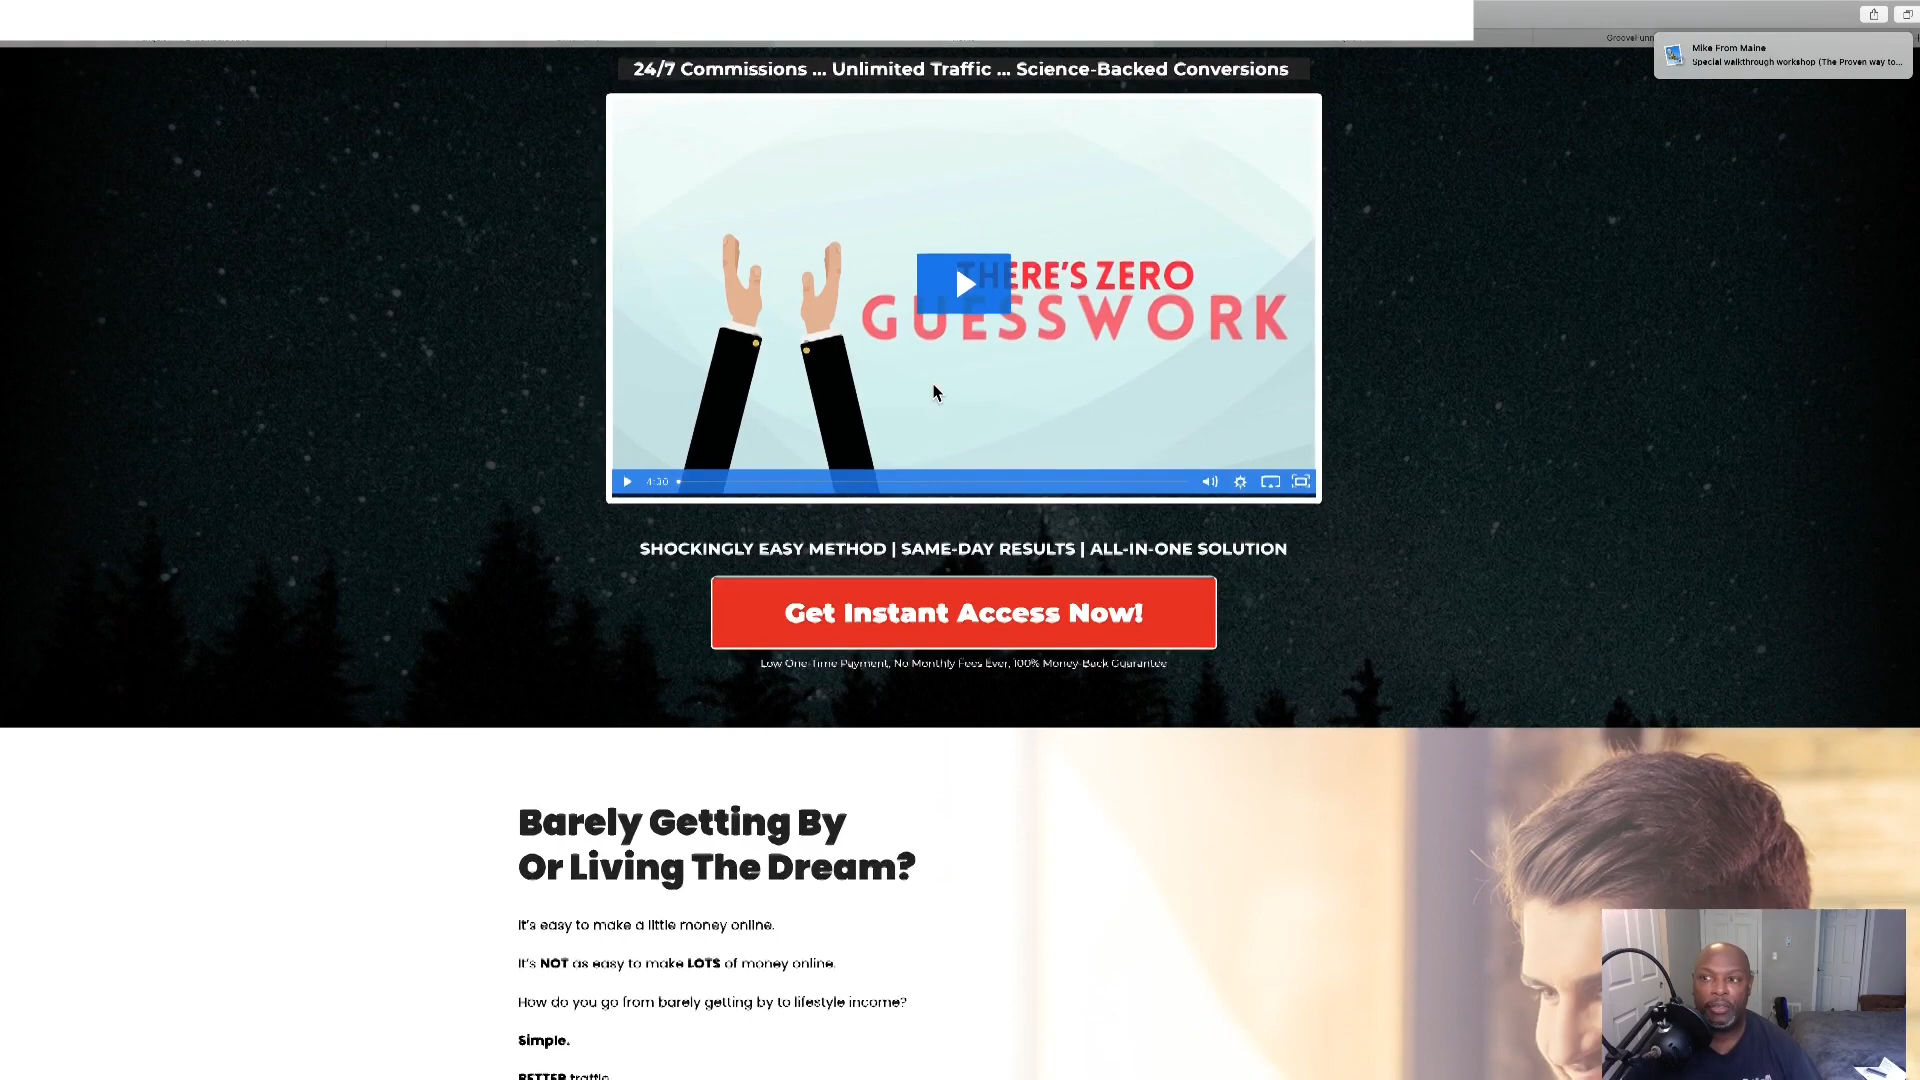 Mike From Maine
Special walkthrough workshop (The Proven way to...
24/7 Commissions ... Unlimited Traffic ... Science-Backed Conversions
HERE'S ZERO
GUESSWORK
4:30
SHOCKINGLY EASY METHOD | SAME-DAY RESULTS | ALL-IN-ONE SOLUTION
Get Instant Access Now!
Low One-Time Payment, No Monthly Fees Ever, 100% Money-Back Guarantee
Barely Getting By
Or Living The Dream?
It's easy to make a little money online.
It's NOT as easy to make LOTS of money online.
How do you go from barely getting by to lifestyle income?
Simple.
BETTER traffic